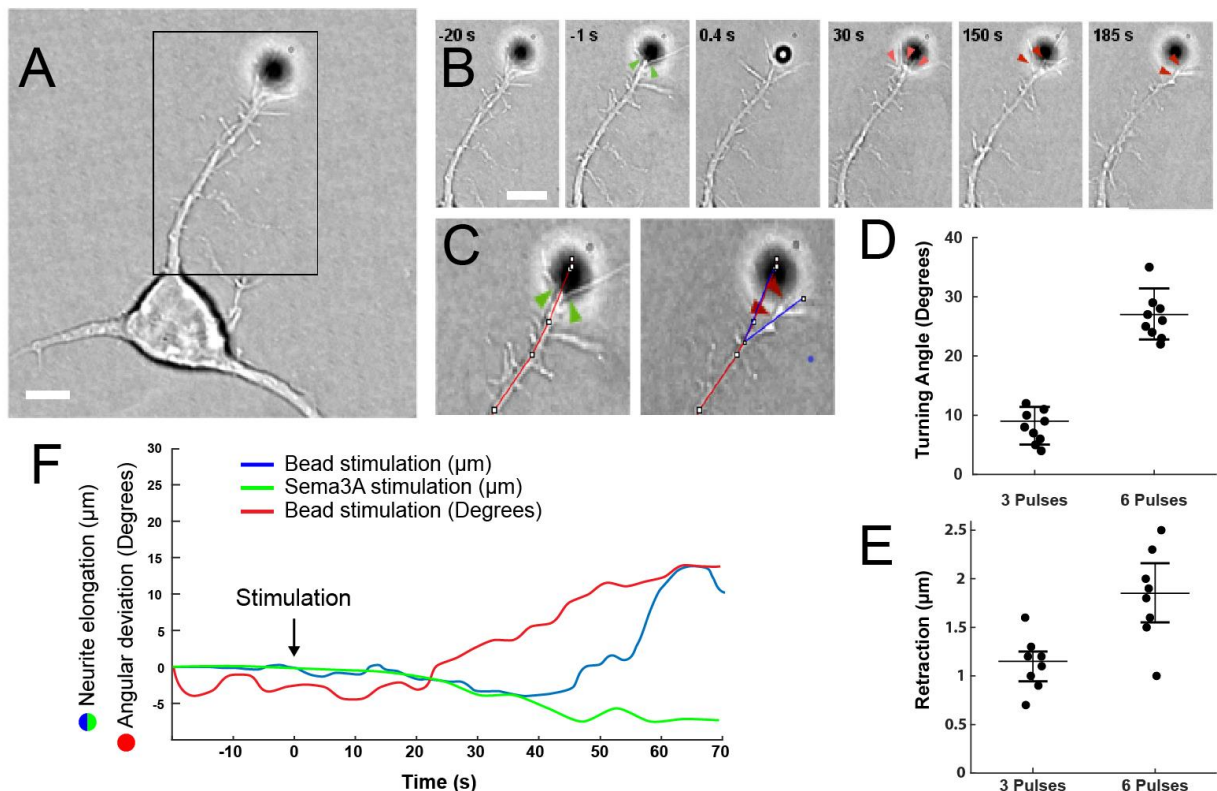 A
B
-20 s
-1 s
0.4 s
30 s
150 s
185 s
C
D
Turning Angle (Degrees)
40
30
20
10
0
3 Pulses
6 Pulses
E
Retraction (µm)
2.5
2
1.5
1
0.5
0
3 Pulses
6 Pulses
F
Neurite elongation (µm)
Angular deviation (Degrees)
30
25
20
15
10
5
0
-5
Bead stimulation (µm)
Sema3A stimulation (µm)
Bead stimulation (Degrees)
Stimulation
-10
0
10
20
30
40
50
60
70
Time (s)